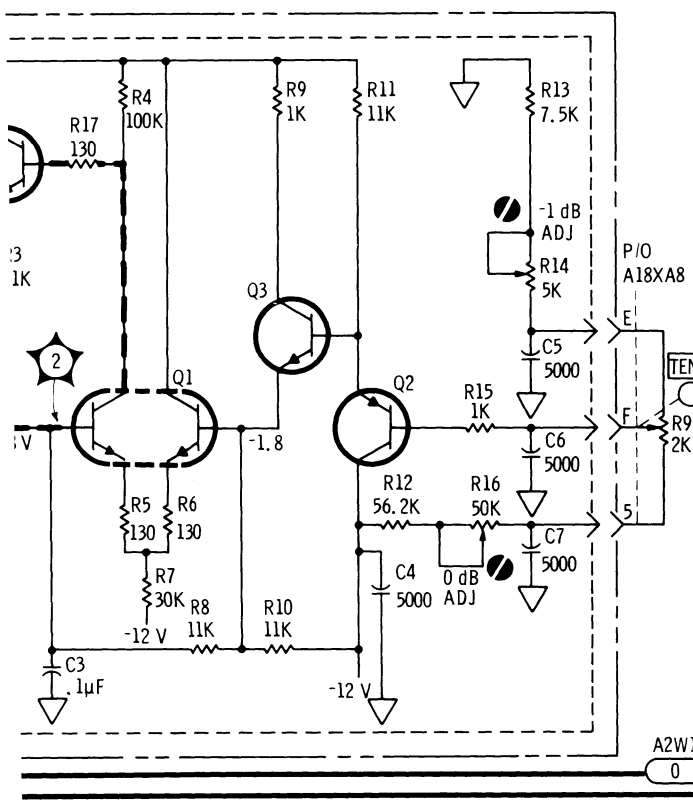 R4
100K
R17
130
R9
1K
R11
11K
R13
7.5K
-1 dB
ADJ
R14
5K
P/O
A18XA8
1K
Q3
2
Q1
Q2
-1.8
V
R15
1K
C5
5000
E
F
R9
2K
C6
5000
R5
130
R6
130
R12
56.2K
R16
50K
5
C7
5000
R7
30K
-12 V
R8
11K
R10
11K
0 dB
ADJ
C4
5000
C3
.1µF
-12 V
0